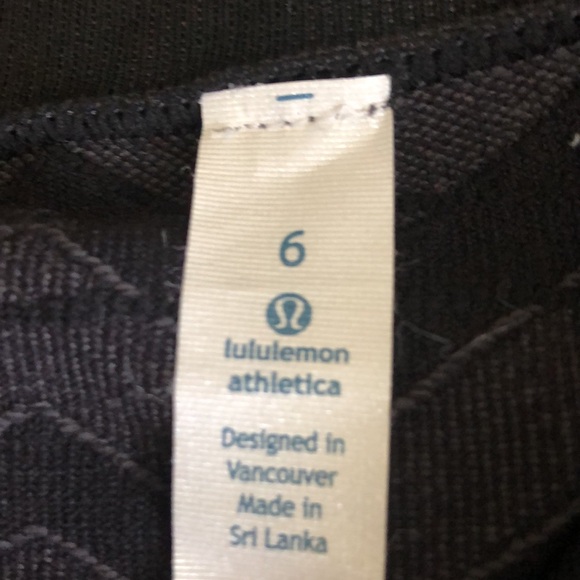 6
lululemon
athletica
Designed in
Vancouver
Made in
Sri Lanka